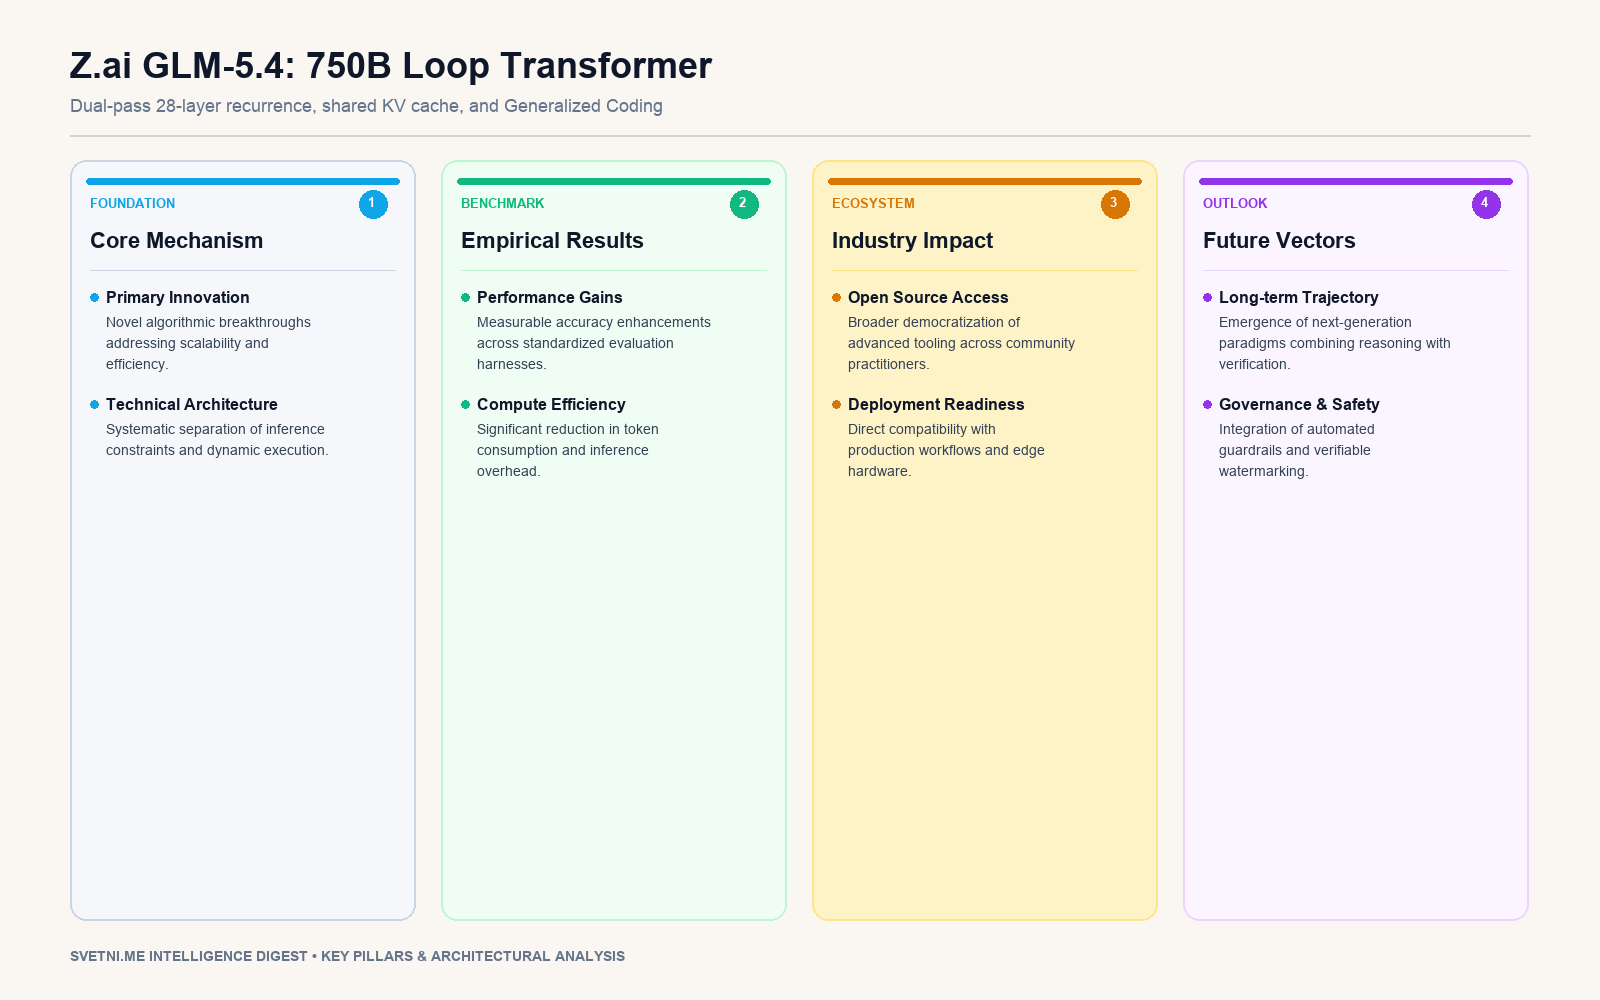 Z.ai GLM-5.4: 750B Loop Transformer
Dual-pass 28-layer recurrence, shared KV cache, and Generalized Coding
FOUNDATION
1
Core Mechanism
Primary Innovation
Novel algorithmic breakthroughs
addressing scalability and
efficiency.
Technical Architecture
Systematic separation of inference
constraints and dynamic execution.
BENCHMARK
2
Empirical Results
Performance Gains
Measurable accuracy enhancements
across standardized evaluation
harnesses.
Compute Efficiency
Significant reduction in token
consumption and inference
overhead.
ECOSYSTEM
3
Industry Impact
Open Source Access
Broader democratization of
advanced tooling across community
practitioners.
Deployment Readiness
Direct compatibility with
production workflows and edge
hardware.
OUTLOOK
4
Future Vectors
Long-term Trajectory
Emergence of next-generation
paradigms combining reasoning with
verification.
Governance & Safety
Integration of automated
guardrails and verifiable
watermarking.
SVETNI.ME INTELLIGENCE DIGEST • KEY PILLARS & ARCHITECTURAL ANALYSIS